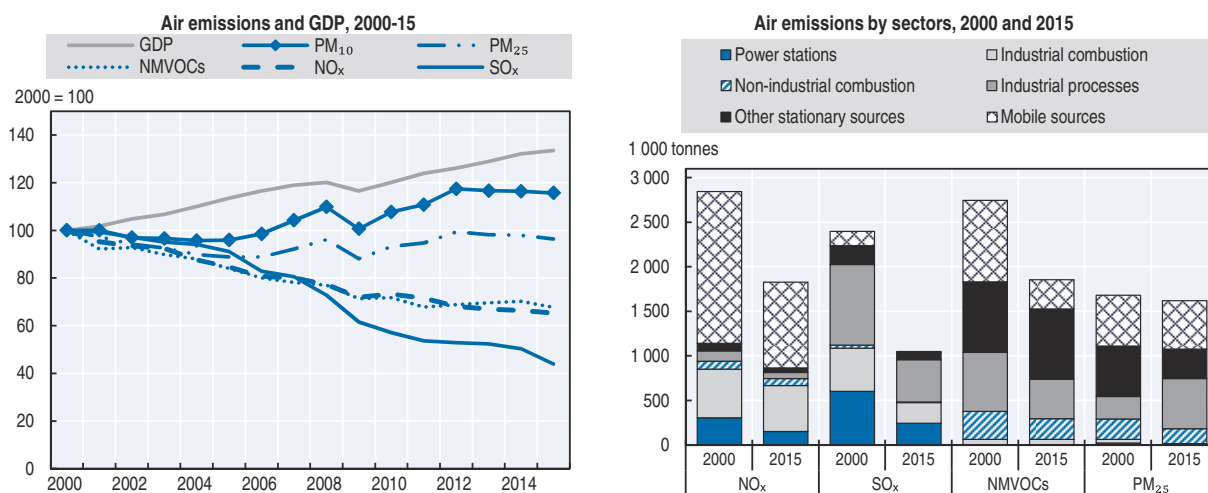 Air emissions and GDP, 2000-15
GDP PM₁₀ PM₂₅
NMVOCs NOₓ SOₓ
2000 = 100
140
120
100
80
60
40
20
0
2000 2002 2004 2006 2008 2010 2012 2014
Air emissions by sectors, 2000 and 2015
Power stations Industrial combustion
Non-industrial combustion Industrial processes
Other stationary sources Mobile sources
1 000 tonnes
3 000
2 500
2 000
1 500
1 000
500
0
2000 2015 2000 2015 2000 2015 2000 2015
NOₓ SOₓ NMVOCs PM₂₅